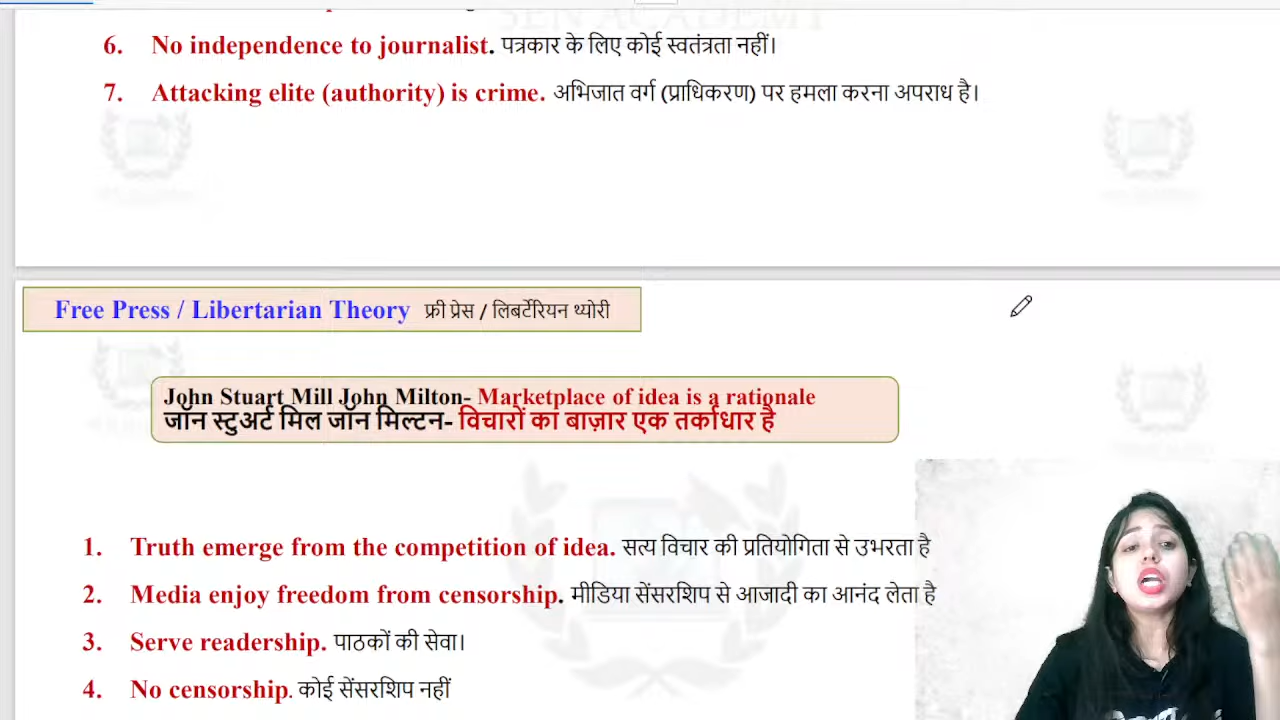 SEN ACADEMY
6. No independence to journalist. पत्रकार के लिए कोई स्वतंत्रता नहीं।
7. Attacking elite (authority) is crime. अभिजात वर्ग (प्राधिकरण) पर हमला करना अपराध है।
Free Press / Libertarian Theory फ्री प्रेस / लिबर्टेरियन थ्योरी
John Stuart Mill John Milton- Marketplace of idea is a rationale
जॉन स्टुअर्ट मिल जॉन मिल्टन- विचारों का बाज़ार एक तर्काधार है
1. Truth emerge from the competition of idea. सत्य विचार की प्रतियोगिता से उभरता है
2. Media enjoy freedom from censorship. मीडिया सेंसरशिप से आजादी का आनंद लेता है
3. Serve readership. पाठकों की सेवा।
4. No censorship. कोई सेंसरशिप नहीं